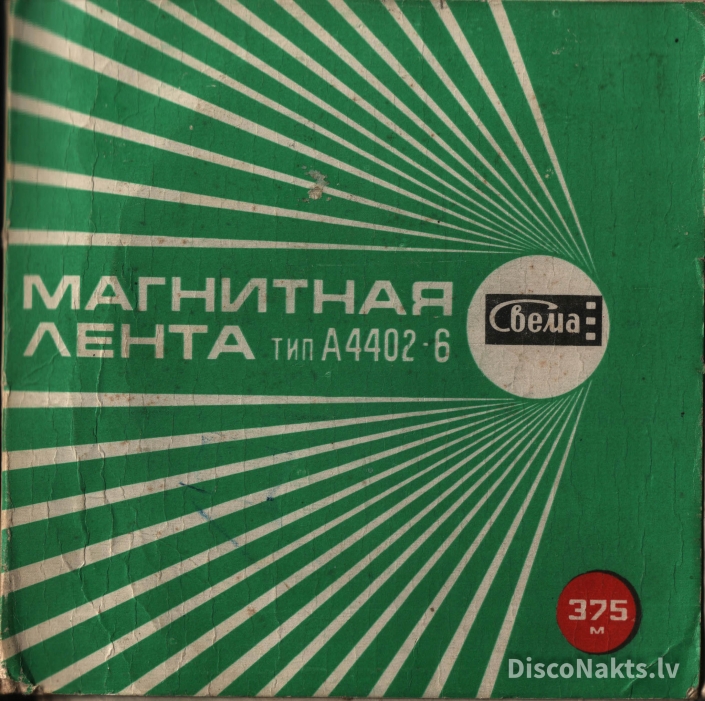 МАГНИТНАЯ
ЛЕНТА тип А4402-6
Свема
375
м
DiscoNakts.lv